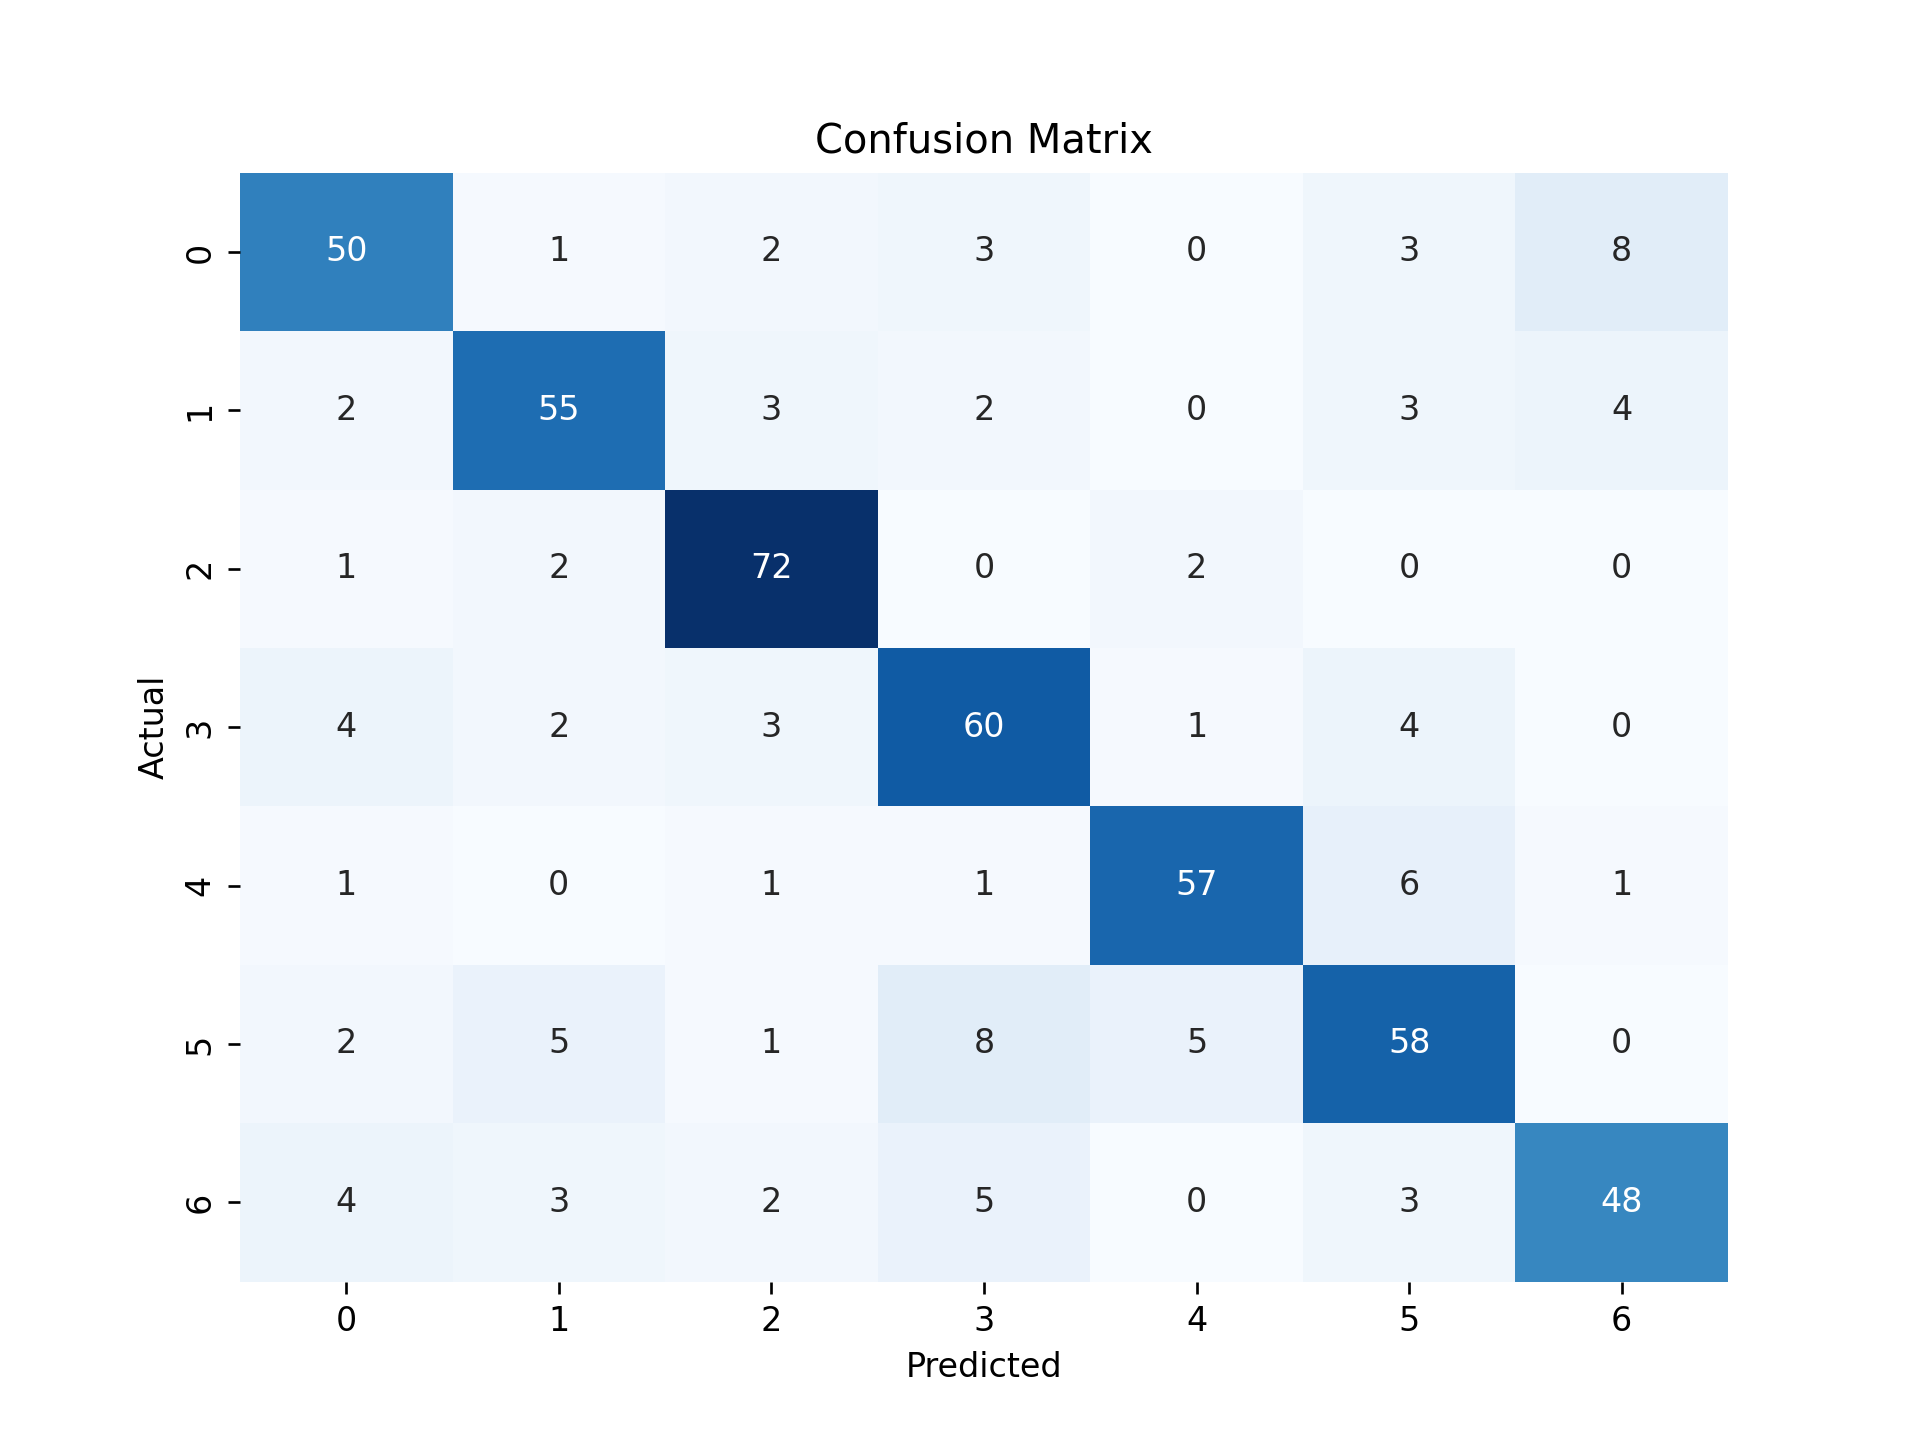 Confusion Matrix
0 50 1 2 3 0 3 8
1 2 55 3 2 0 3 4
2 1 2 72 0 2 0 0
3 4 2 3 60 1 4 0
4 1 0 1 1 57 6 1
5 2 5 1 8 5 58 0
6 4 3 2 5 0 3 48
Actual
0 1 2 3 4 5 6
Predicted